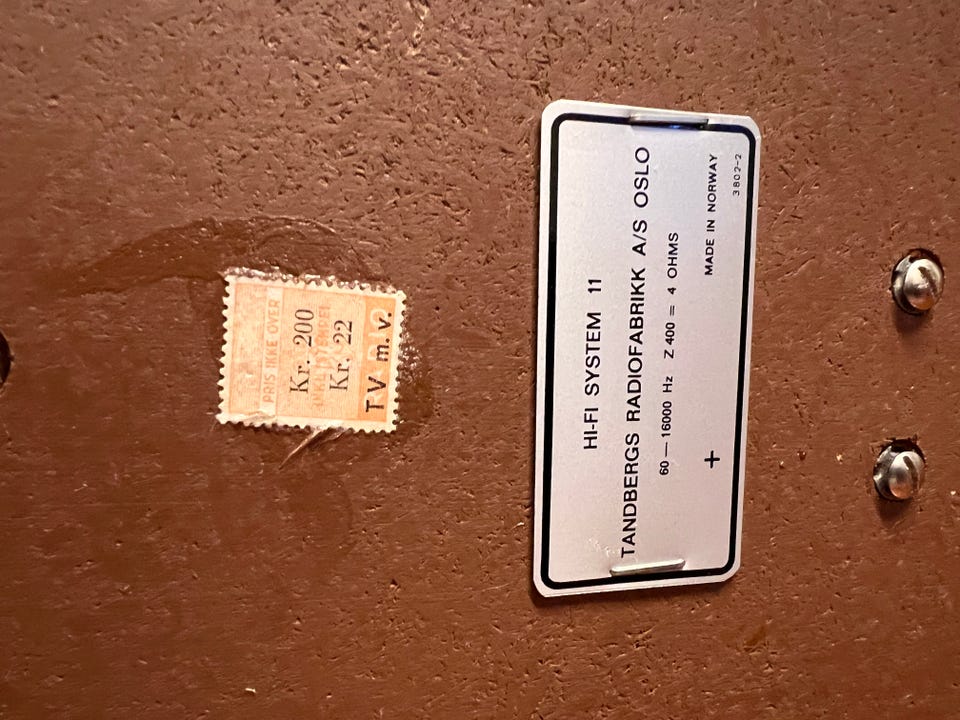 PRIS IKKE OVER
Kr. 200
Kr. 22
TV m.v.
HI-FI SYSTEM 11
TANDBERGS RADIOFABRIKK A/S OSLO
60—16000 Hz Z 400 = 4 OHMS
+ MADE IN NORWAY
3802-2